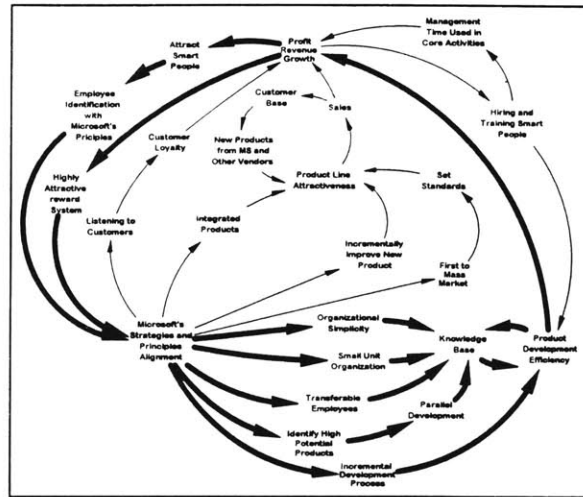 Management
Time Used in
Core Activities
Profit
Revenue
Growth
Attract
Smart
People
Employee
Identification
with
Microsoft's
Priciples
Customer
Base
Sales
Hiring and
Training Smart
People
Customer
Loyalty
New Products
from MS and
Other Vendors
Highly
Attractive
reward
System
Product Line
Attractiveness
Set
Standards
Listening to
Customers
Integrated
Products
Incrementally
Improve New
Product
First to
Mass
Market
Microsoft's
Strategies and
Principles
Alignment
Organizational
Simplicity
Knowledge
Base
Product
Development
Efficiency
Small Unit
Organization
Transferable
Employees
Parallel
Development
Identify High
Potential
Products
Incremental
Development
Process